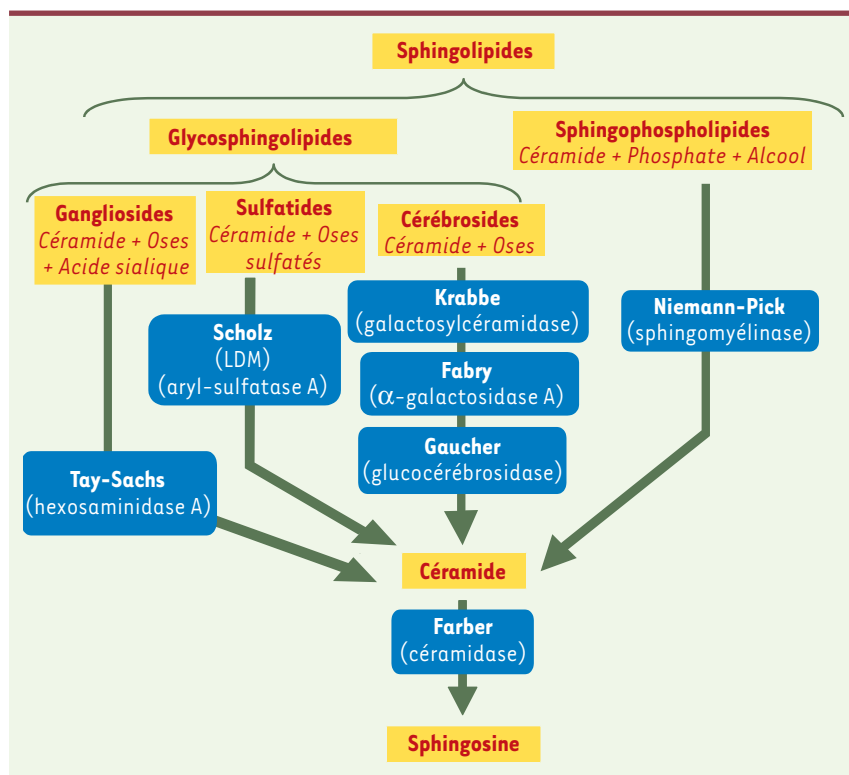 Sphingolipides
Glycosphingolipides
Sphingophospholipides
Céramide + Phosphate + Alcool
Gangliosides
Céramide + Oses
+ Acide sialique
Sulfatides
Céramide + Oses
sulfatés
Cérébrosides
Céramide + Oses
Krabbe
(galactosylcéramidase)
Niemann-Pick
(sphingomyélinase)
Scholz
(LDM)
(aryl-sulfatase A)
Fabry
(α-galactosidase A)
Gaucher
(glucocérébrosidase)
Tay-Sachs
(hexosaminidase A)
Céramide
Farber
(céramidase)
Sphingosine